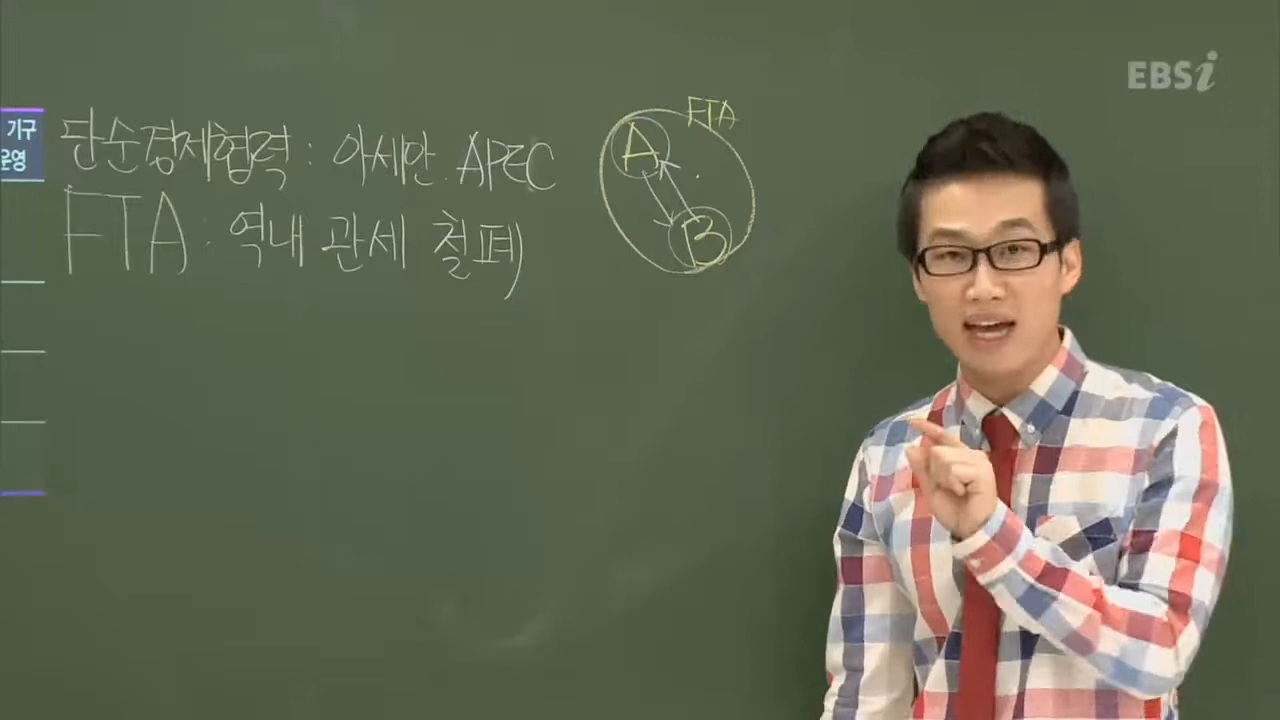 EBSi
기구
운영
단순경제협력 : 아세안. APEC
FTA : 역내 관세 철폐
FTA
A
B